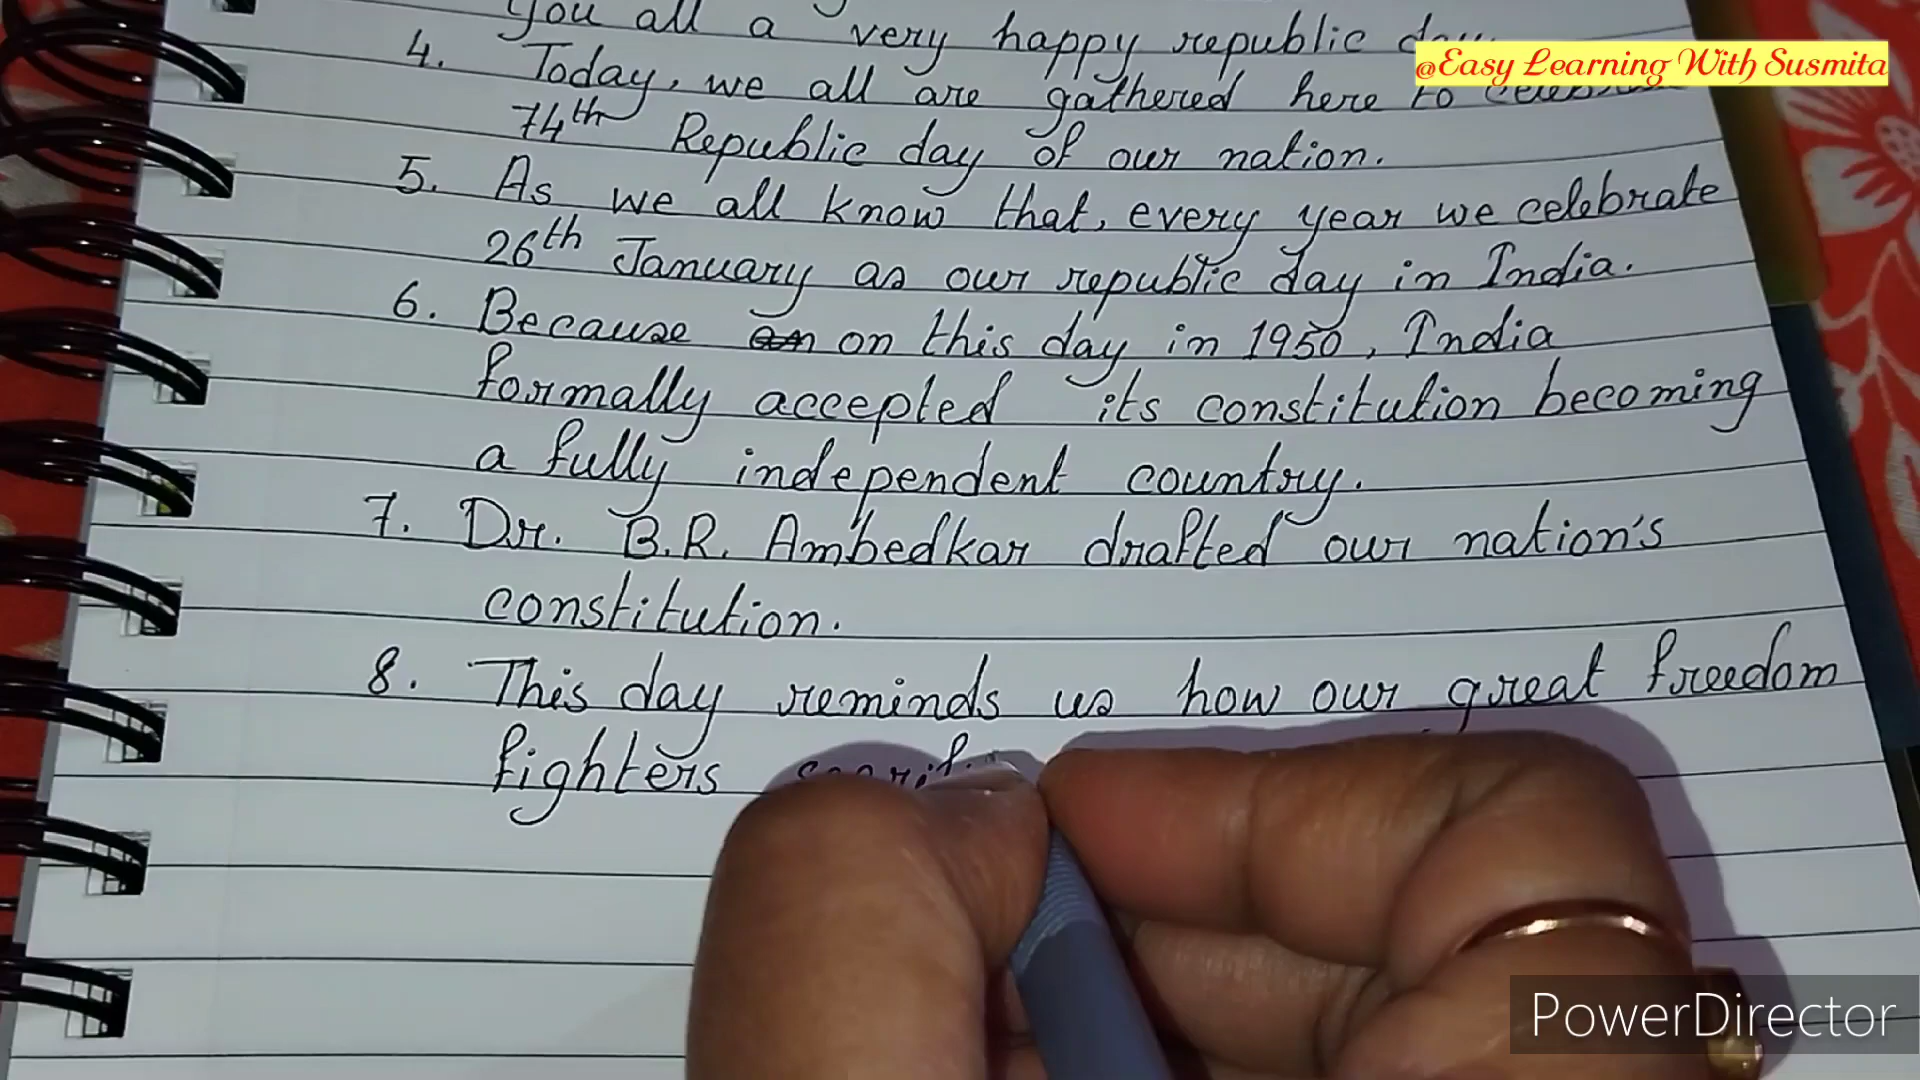 you all a very happy republic day.
@Easy Learning With Susmita
4. Today, we all are gathered here to celebrate
74th Republic day of our nation.
5. As we all know that, every year we celebrate
26th January as our republic day in India.
6. Because on this day in 1950, India
formally accepted its constitution becoming
a fully independent country.
7. Dr. B.R. Ambedkar drafted our nation's
constitution.
8. This day reminds us how our great freedom
fighters
PowerDirector